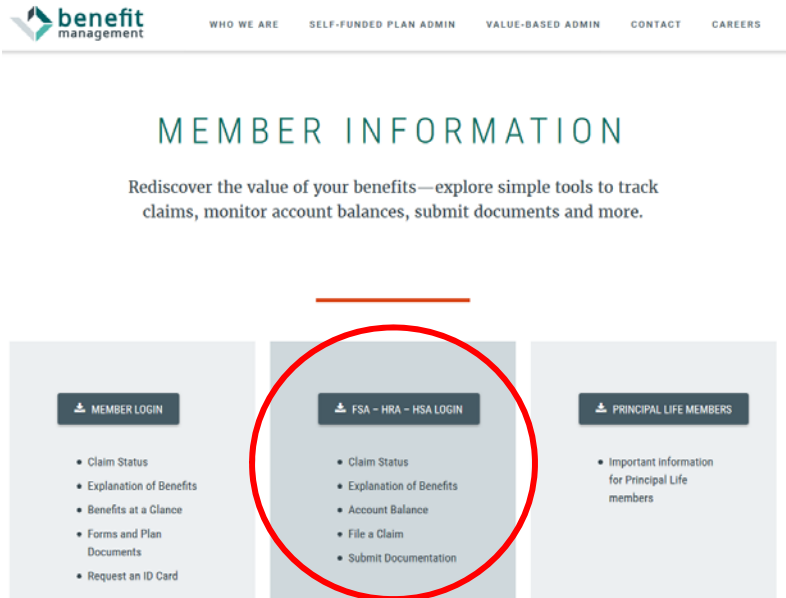 benefit
management
WHO WE ARE
SELF-FUNDED PLAN ADMIN
VALUE-BASED ADMIN
CONTACT
CAREERS
MEMBER INFORMATION
Rediscover the value of your benefits—explore simple tools to track
claims, monitor account balances, submit documents and more.
MEMBER LOGIN
• Claim Status
• Explanation of Benefits
• Benefits at a Glance
• Forms and Plan
Documents
• Request an ID Card
FSA – HRA – HSA LOGIN
• Claim Status
• Explanation of Benefits
• Account Balance
• File a Claim
• Submit Documentation
PRINCIPAL LIFE MEMBERS
• Important information
for Principal Life
members